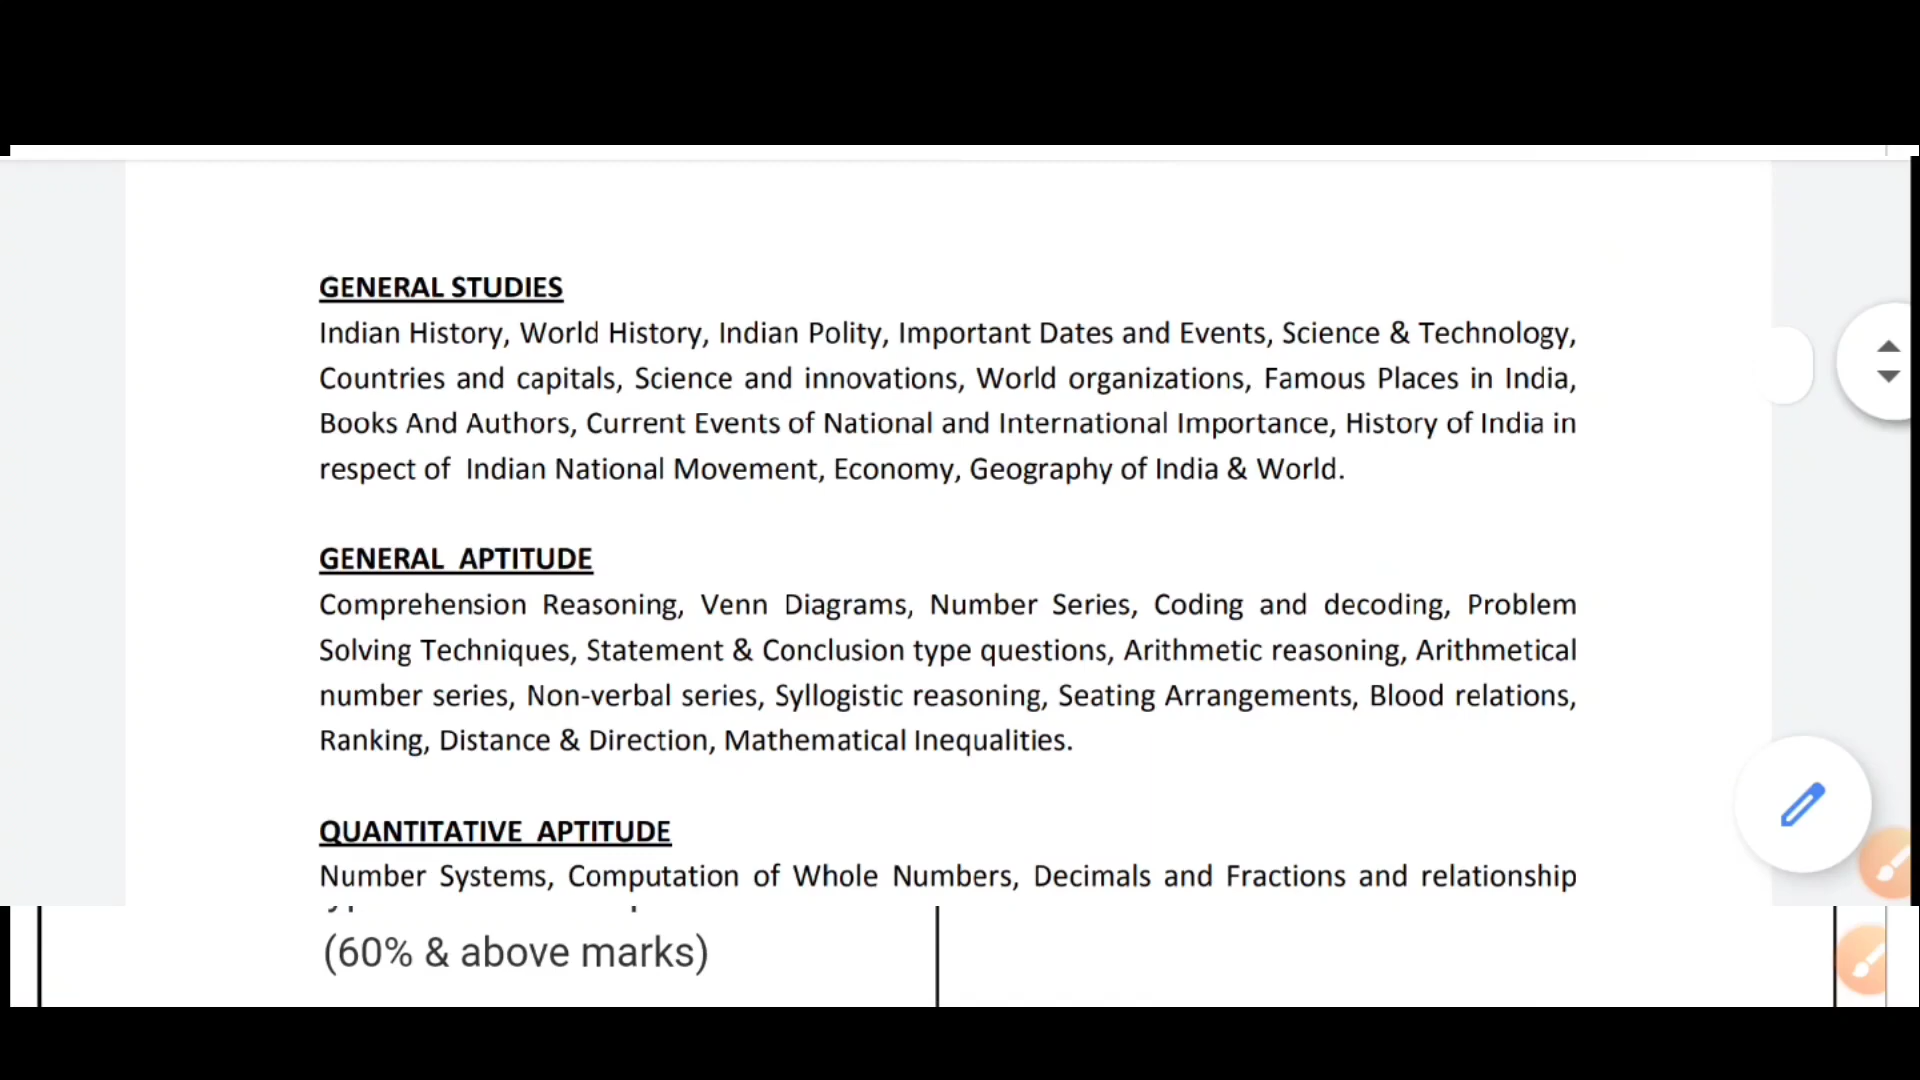 GENERAL STUDIES
Indian History, World History, Indian Polity, Important Dates and Events, Science & Technology,
Countries and capitals, Science and innovations, World organizations, Famous Places in India,
Books And Authors, Current Events of National and International Importance, History of India in
respect of Indian National Movement, Economy, Geography of India & World.
GENERAL APTITUDE
Comprehension Reasoning, Venn Diagrams, Number Series, Coding and decoding, Problem
Solving Techniques, Statement & Conclusion type questions, Arithmetic reasoning, Arithmetical
number series, Non-verbal series, Syllogistic reasoning, Seating Arrangements, Blood relations,
Ranking, Distance & Direction, Mathematical Inequalities.
QUANTITATIVE APTITUDE
Number Systems, Computation of Whole Numbers, Decimals and Fractions and relationship
(60% & above marks)